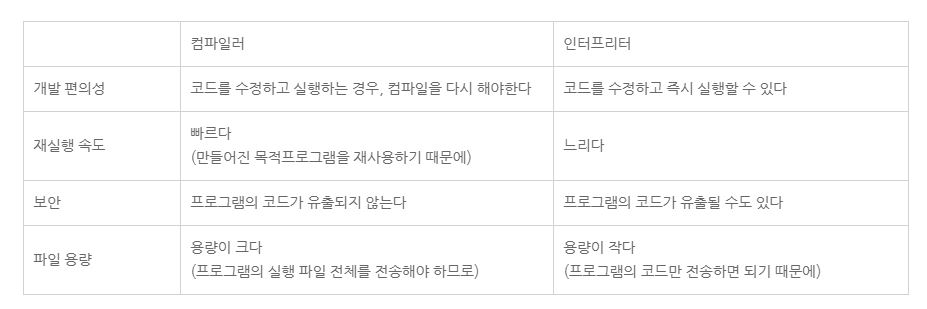 컴파일러
인터프리터
개발 편의성
코드를 수정하고 실행하는 경우, 컴파일을 다시 해야한다
코드를 수정하고 즉시 실행할 수 있다
재실행 속도
빠르다
(만들어진 목적프로그램을 재사용하기 때문에)
느리다
보안
프로그램의 코드가 유출되지 않는다
프로그램의 코드가 유출될 수도 있다
파일 용량
용량이 크다
(프로그램의 실행 파일 전체를 전송해야 하므로)
용량이 작다
(프로그램의 코드만 전송하면 되기 때문에)